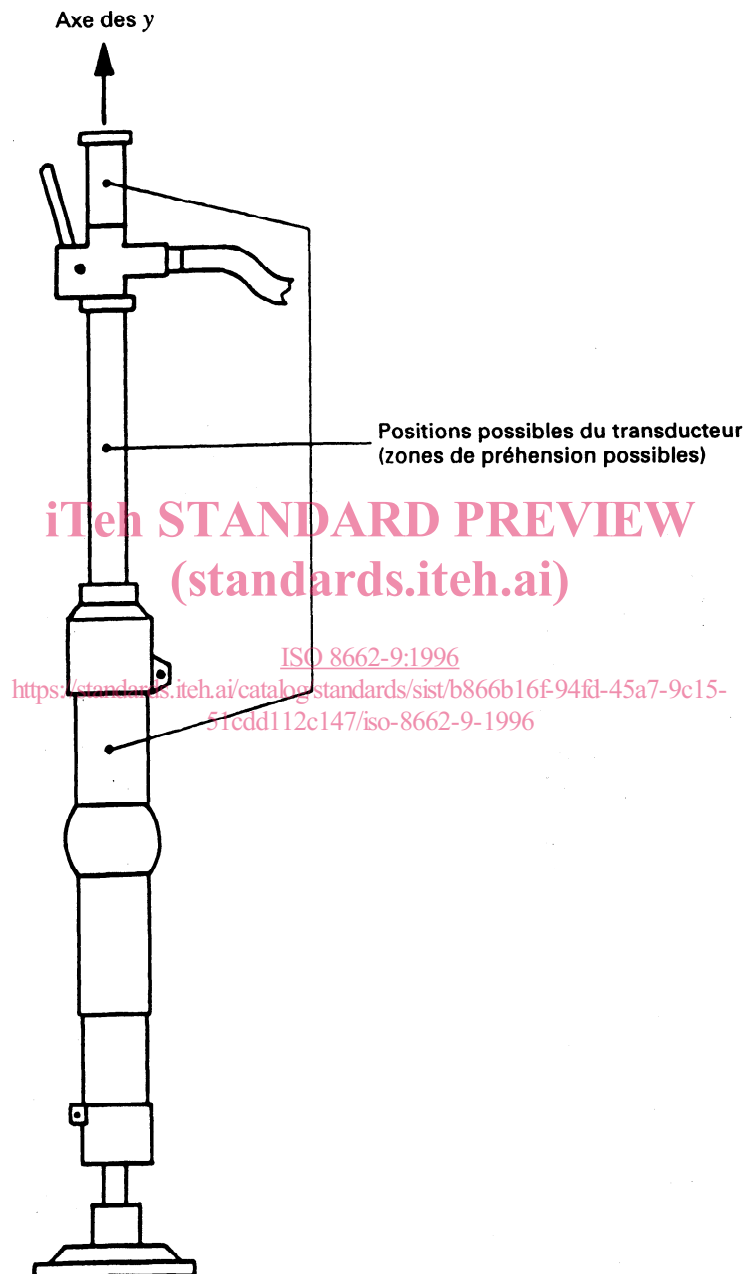 Axe des y
Positions possibles du transducteur
(zones de préhension possibles)
iTeh STANDARD PREVIEW
(standards.iteh.ai)
ISO 8662-9:1996
https://standards.iteh.ai/catalog/standards/sist/b866b16f-94fd-45a7-9c15-
51cdd112c147/iso-8662-9-1996